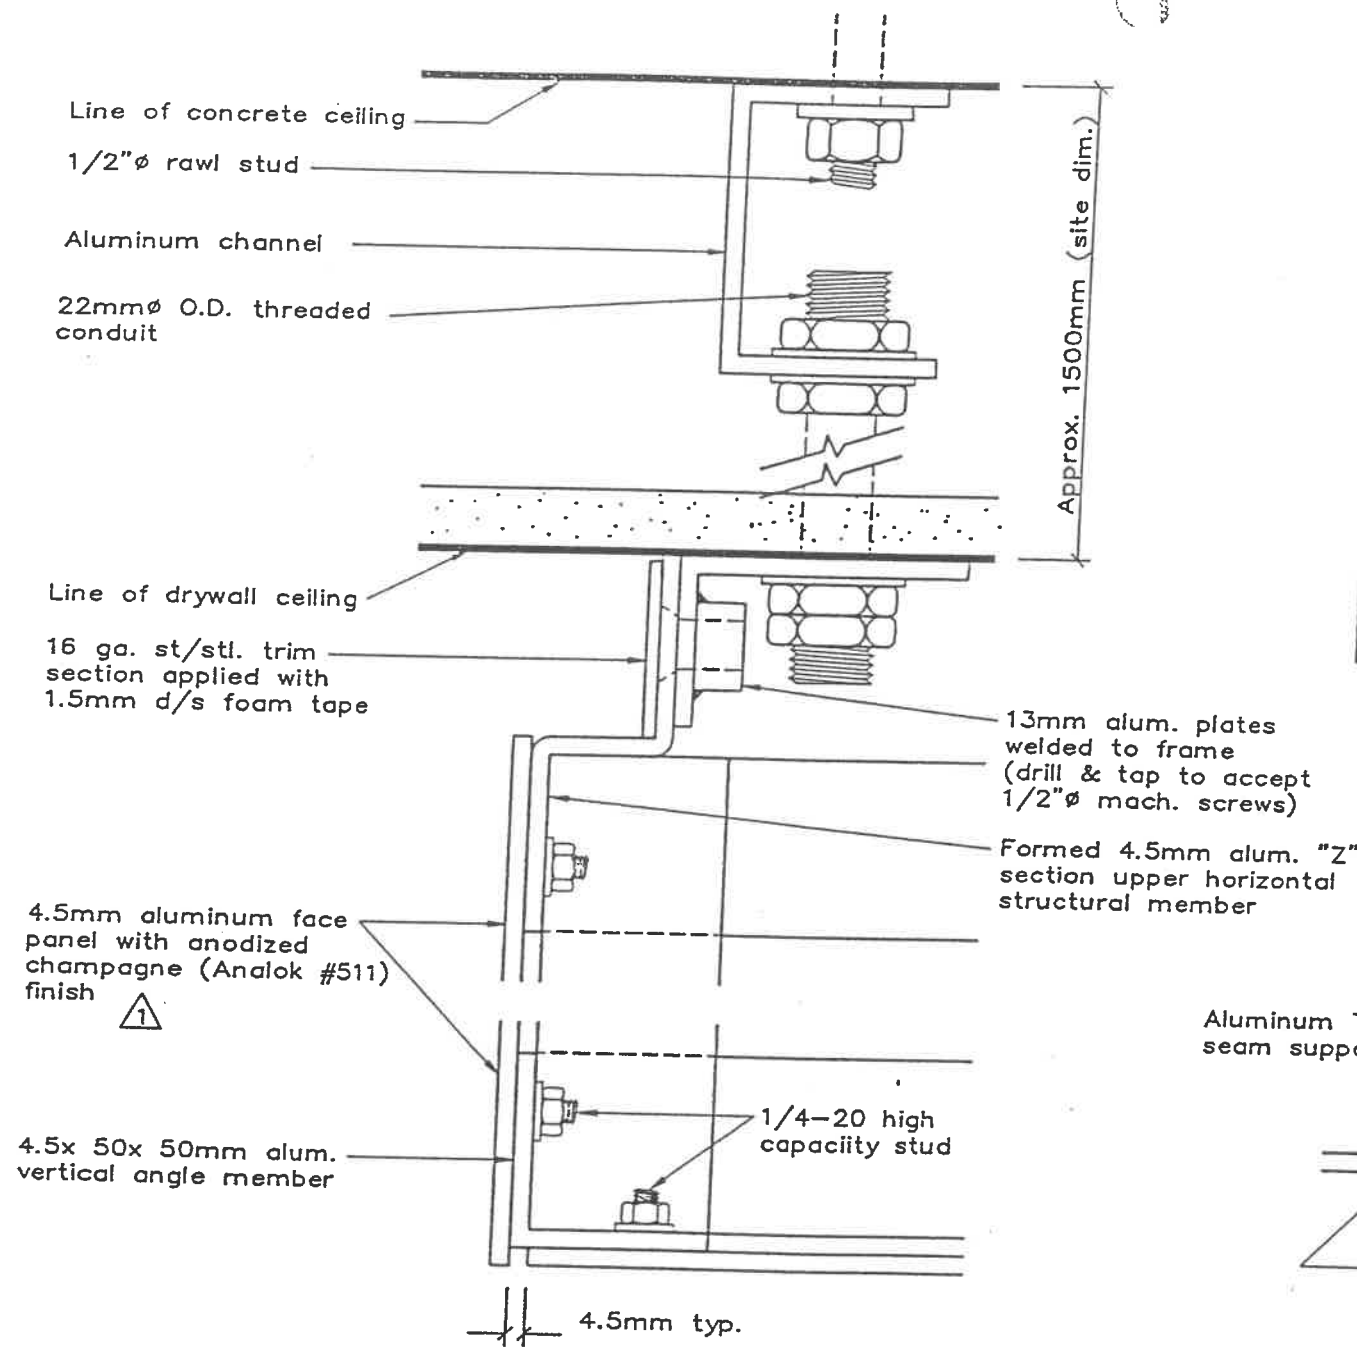 Line of concrete ceiling
1/2"ø rawl stud
Aluminum channel
22mmø O.D. threaded
conduit
Approx. 1500mm (site dim.)
Line of drywall ceiling
16 ga. st/stl. trim
section applied with
1.5mm d/s foam tape
13mm alum. plates
welded to frame
(drill & tap to accept
1/2"ø mach. screws)
Formed 4.5mm alum. "Z"
section upper horizontal
structural member
4.5mm aluminum face
panel with anodized
champagne (Analok #511)
finish
1
Aluminum
seam
1/4-20 high
capaciity stud
4.5x 50x 50mm alum.
vertical angle member
4.5mm typ.